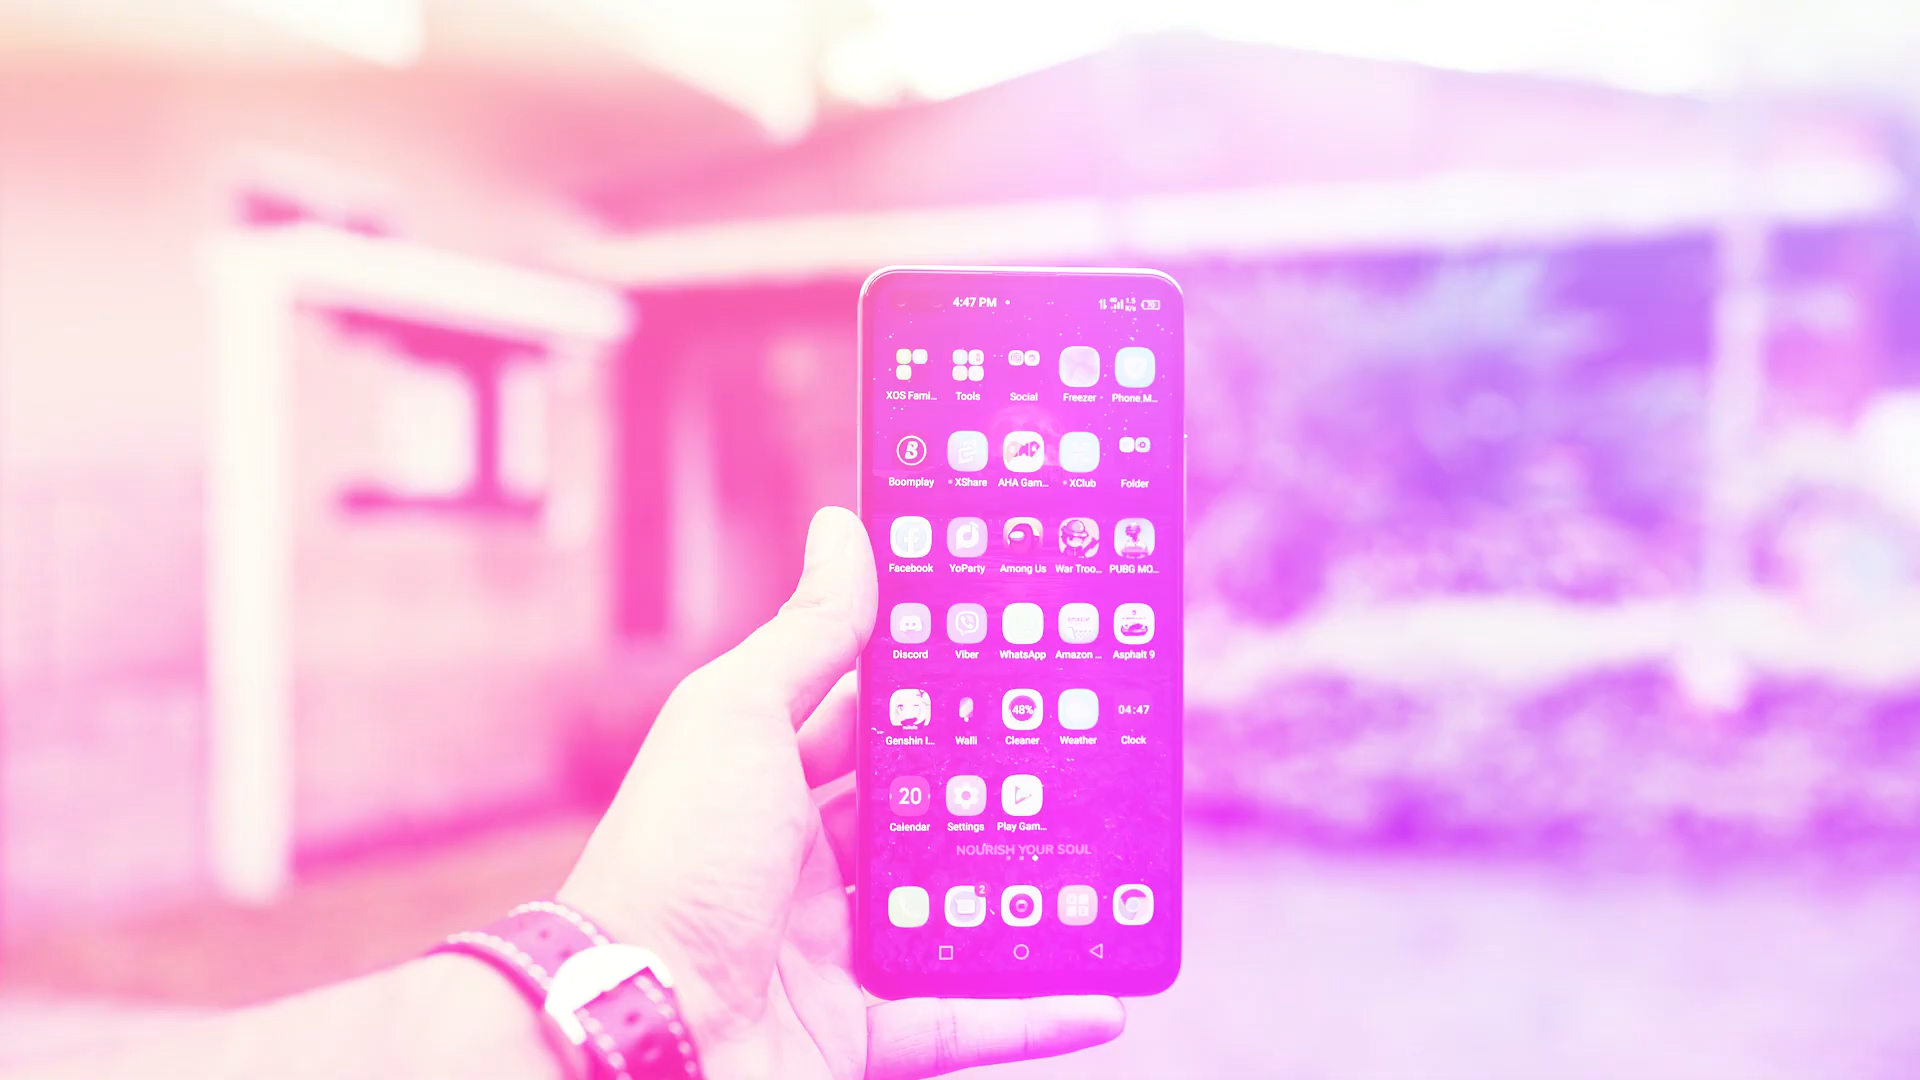 4:47 PM
XOS Fami... Tools Social Freezer Phone M...
Boomplay XShare AHA Gam... XClub Folder
Facebook YoParty Among Us War Troo... PUBG MO...
Discord Viber WhatsApp Amazon ... Asphalt 9
48% 04:47
Genshin I... Walli Cleaner Weather Clock
20
Calendar Settings Play Gam...
NOURISH YOUR SOUL
2